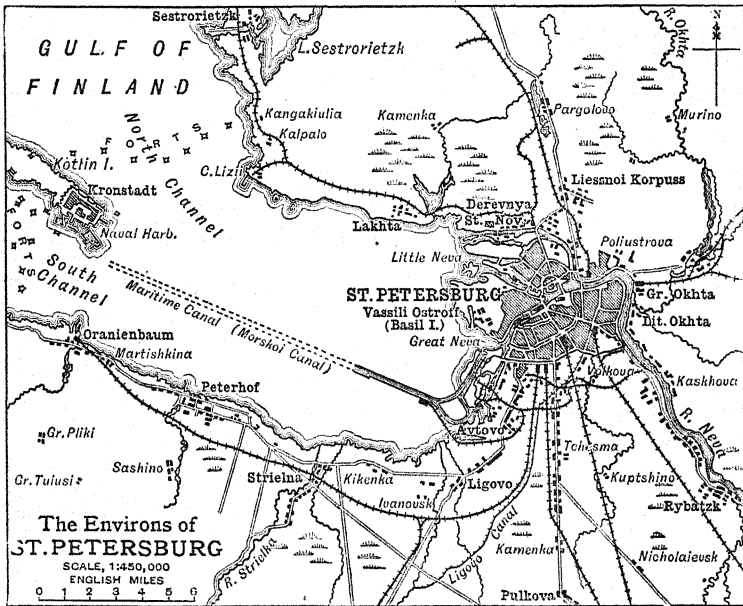 Sestrorietzk
L. Sestrorietzk
R. Okhta
N
GULF OF
FINLAND
Kangakiulia
Kalpalo
Kamenka
Pargolovo
Murino
FORTS
North Channel
Kotlin I.
Kronstadt
Naval Harb.
C. Lizii
Liessnoi Korpuss
Derevnya
St. Nov.
Lakhta
Little Neva
Poliustrova
FORTS
South
Channel
Maritime Canal (Morskoi Canal)
ST. PETERSBURG
Vassili Ostroff
(Basil I.)
Great Neva
Gr. Okhta
Lit. Okhta
Oranienbaum
Martishkina
Peterhof
Volkova
Kaskhova
R. Neva
Avtovo
Gr. Pliki
Gr. Tuiusi
Sashino
Strielna
Kikenka
Ivanovsk
Ligovo
Tchesma
Kuptshino
Rybatzk
Ligovo Canal
Kamenka
Nicholaievsk
R. Strielka
Pulkova
The Environs of
ST. PETERSBURG
SCALE, 1:450,000
ENGLISH MILES
0 1 2 3 4 5 6